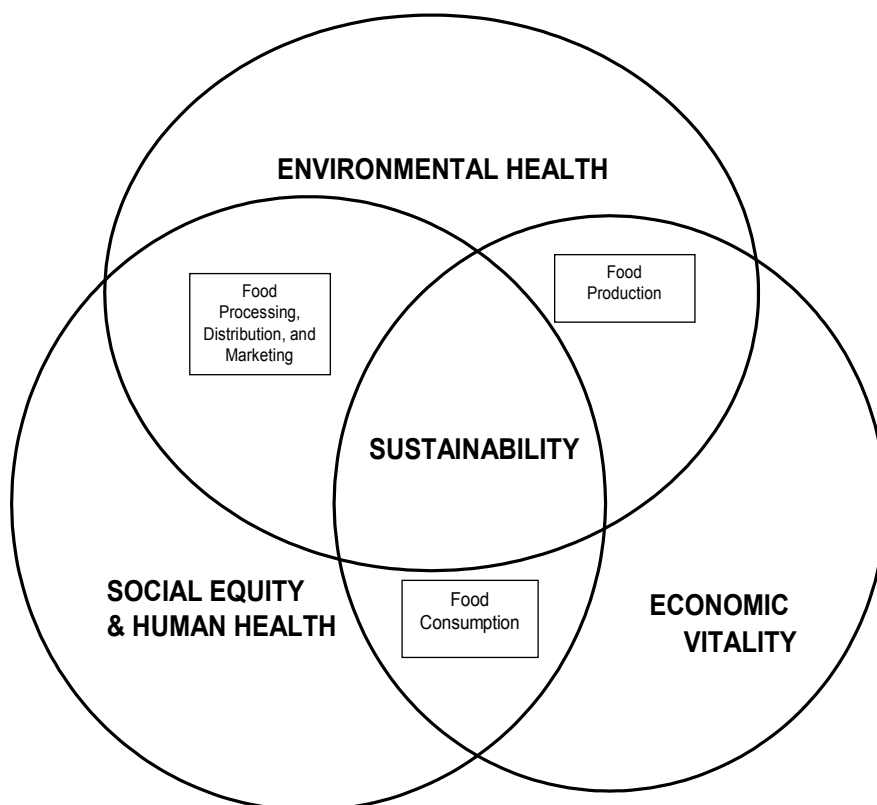 ENVIRONMENTAL HEALTH
Food
Processing,
Distribution, and
Marketing
Food
Production
SUSTAINABILITY
SOCIAL EQUITY
& HUMAN HEALTH
Food
Consumption
ECONOMIC
VITALITY